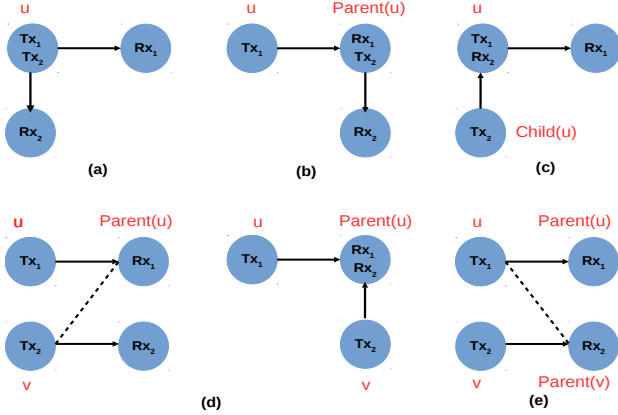 u
Tx1
Tx2
Rx1
Rx2
(a)
u
Parent(u)
Tx1
Rx1
Tx2
Rx2
(b)
u
Tx1
Rx2
Rx1
Tx2
Child(u)
(c)
u
Parent(u)
Tx1
Rx1
Tx2
Rx2
v
u
Parent(u)
Tx1
Rx1
Rx2
Tx2
v
(d)
u
Parent(u)
Tx1
Rx1
Tx2
Rx2
v
Parent(v)
(e)